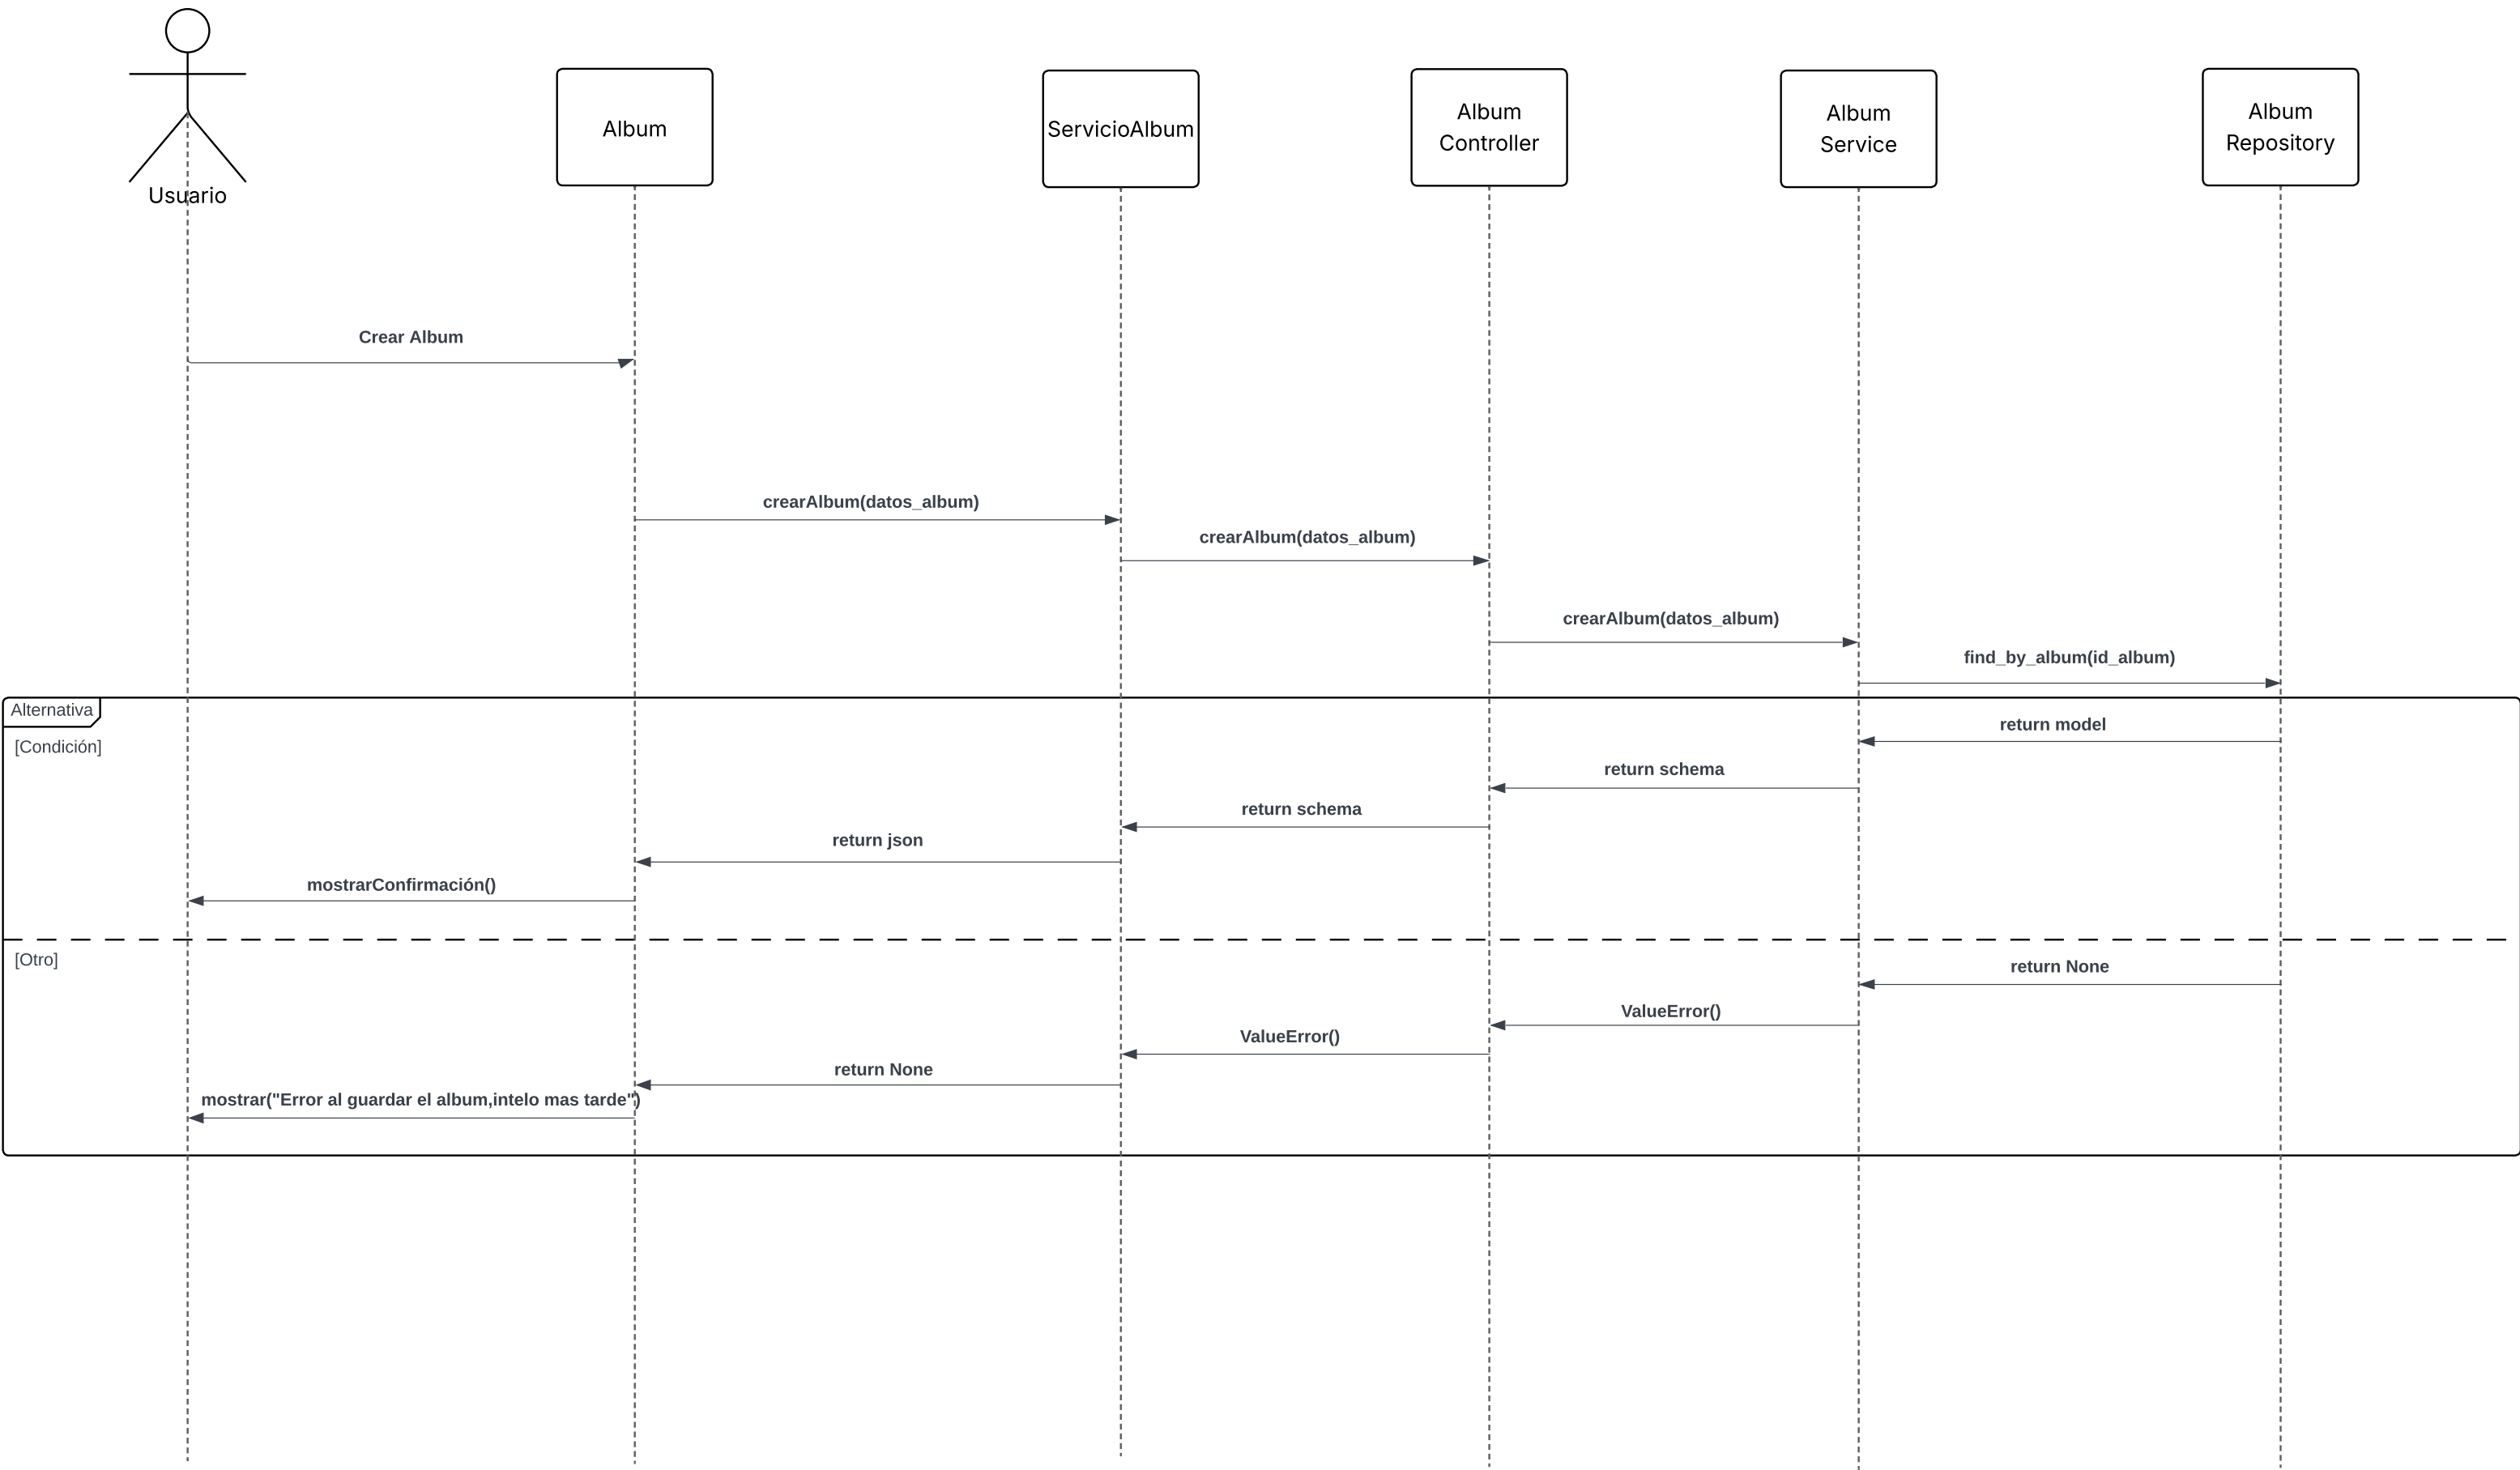 Usuario
Album
ServicioAlbum
Album
Controller
Album
Service
Album
Repository
Crear Album
crearAlbum(datos_album)
crearAlbum(datos_album)
crearAlbum(datos_album)
find_by_album(id_album)
Alternativa
[Condición]
return model
return schema
return schema
return json
mostrarConfirmación()
[Otro]
return None
ValueError()
ValueError()
return None
mostrar("Error al guardar el album,intelo mas tarde")